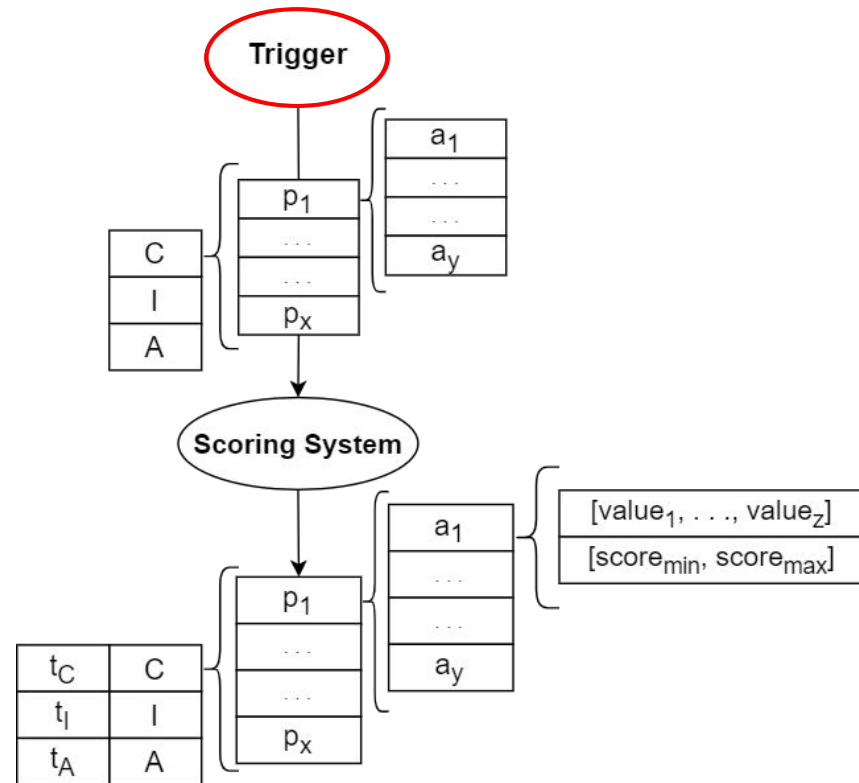 Trigger
a1
...
...
ay
p1
...
...
px
C
I
A
Scoring System
[value1, . . ., valuez]
[scoremin, scoremax]
a1
...
...
ay
p1
...
...
px
tC C
tI I
tA A